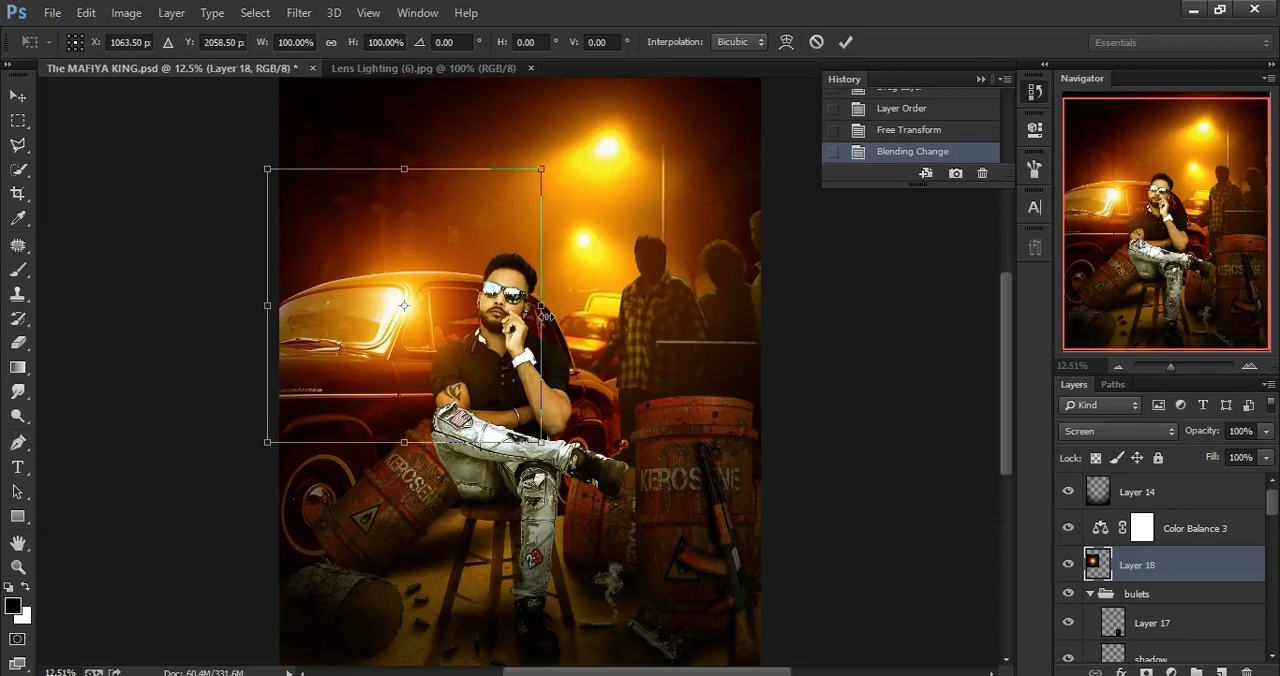 Ps File Edit Image Layer Type Select Filter 3D View Window Help
X: 1063.50 p: Y: 2058.50 p: W: 100.00% H: 100.00% 0.00 ° H: 0.00 ° V: 0.00 ° Interpolation: Bicubic Essentials
The MAFIYA KING.psd @ 12.5% (Layer 18, RGB/8) * × Lens Lighting (6).jpg @ 100% (RGB/8) ×
History
Layer Order
Free Transform
Blending Change
Navigator
12.51%
Layers Paths
Kind
Screen Opacity: 100%
Lock: Fill: 100%
Layer 14
Color Balance 3
Layer 18
bulets
Layer 17
shadow
KEROSENE
KEROSENE
12.51% Doc: 60.4M/331.6M